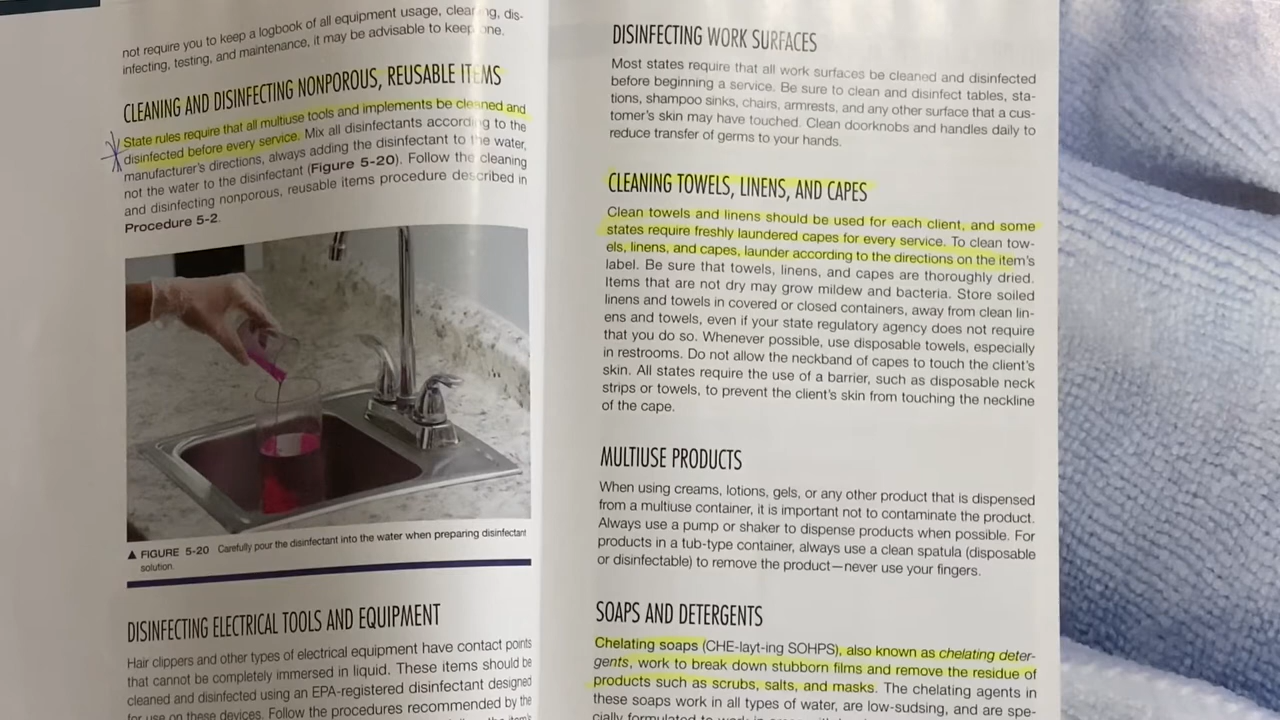 not require you to keep a logbook of all equipment usage, cleaning, dis-
infecting, testing, and maintenance, it may be advisable to keep one.
CLEANING AND DISINFECTING NONPOROUS, REUSABLE ITEMS
State rules require that all multiuse tools and implements be cleaned and
disinfected before every service. Mix all disinfectants according to the
manufacturer's directions, always adding the disinfectant to the water,
not the water to the disinfectant (Figure 5-20). Follow the cleaning
and disinfecting nonporous, reusable items procedure described in
Procedure 5-2.
▲ FIGURE 5-20 Carefully pour the disinfectant into the water when preparing disinfectant
solution.
DISINFECTING ELECTRICAL TOOLS AND EQUIPMENT
Hair clippers and other types of electrical equipment have contact points
that cannot be completely immersed in liquid. These items should be
cleaned and disinfected using an EPA-registered disinfectant designed
for use on these devices. Follow the procedures recommended by the
item's
DISINFECTING WORK SURFACES
Most states require that all work surfaces be cleaned and disinfected
before beginning a service. Be sure to clean and disinfect tables, sta-
tions, shampoo sinks, chairs, armrests, and any other surface that a cus-
tomer's skin may have touched. Clean doorknobs and handles daily to
reduce transfer of germs to your hands.
CLEANING TOWELS, LINENS, AND CAPES
Clean towels and linens should be used for each client, and some
states require freshly laundered capes for every service. To clean tow-
els, linens, and capes, launder according to the directions on the item's
label. Be sure that towels, linens, and capes are thoroughly dried.
Items that are not dry may grow mildew and bacteria. Store soiled
linens and towels in covered or closed containers, away from clean lin-
ens and towels, even if your state regulatory agency does not require
that you do so. Whenever possible, use disposable towels, especially
in restrooms. Do not allow the neckband of capes to touch the client's
skin. All states require the use of a barrier, such as disposable neck
strips or towels, to prevent the client's skin from touching the neckline
of the cape.
MULTIUSE PRODUCTS
When using creams, lotions, gels, or any other product that is dispensed
from a multiuse container, it is important not to contaminate the product.
Always use a pump or shaker to dispense products when possible. For
products in a tub-type container, always use a clean spatula (disposable
or disinfectable) to remove the product—never use your fingers.
SOAPS AND DETERGENTS
Chelating soaps (CHE-layt-ing SOHPS), also known as chelating deter-
gents, work to break down stubborn films and remove the residue of
products such as scrubs, salts, and masks. The chelating agents in
these soaps work in all types of water, are low-sudsing, and are spe-
cially formulated to work in